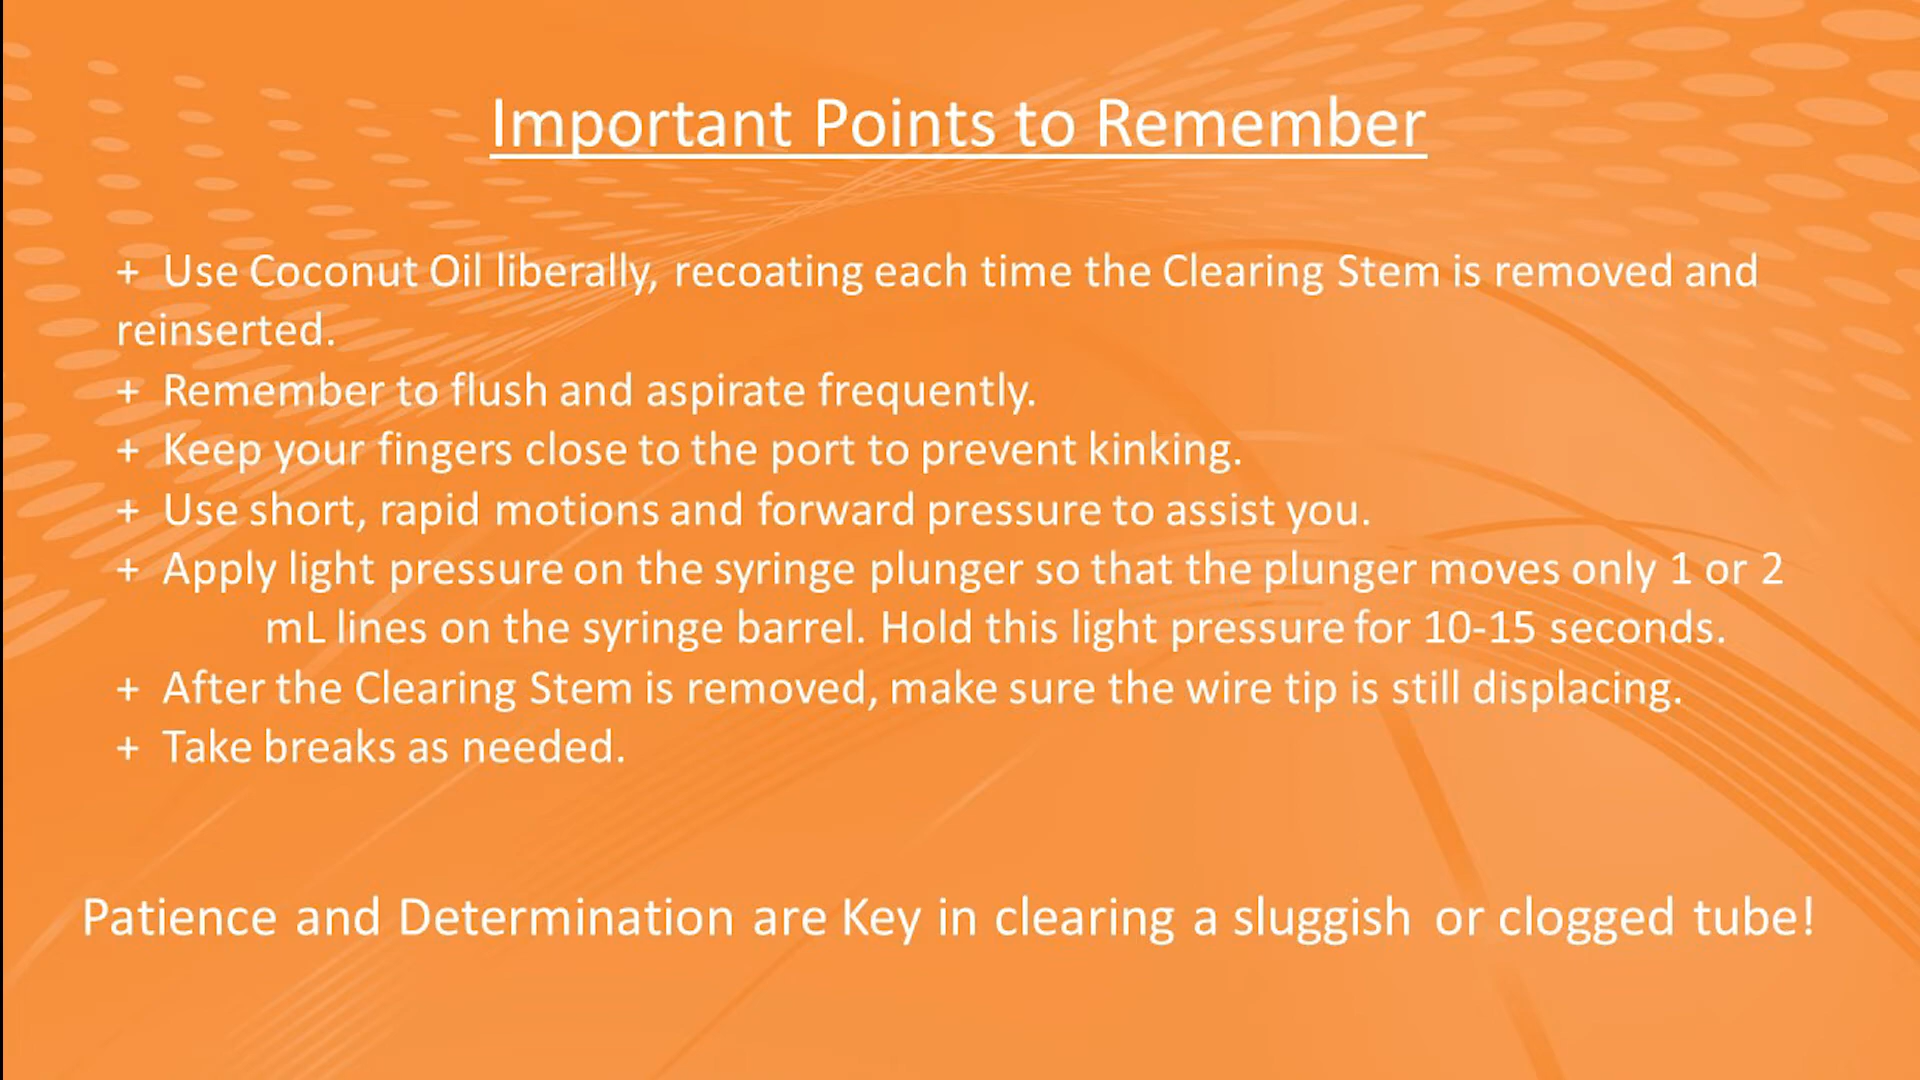 Important Points to Remember
+ Use Coconut Oil liberally, recoating each time the Clearing Stem is removed and
reinserted.
+ Remember to flush and aspirate frequently.
+ Keep your fingers close to the port to prevent kinking.
+ Use short, rapid motions and forward pressure to assist you.
+ Apply light pressure on the syringe plunger so that the plunger moves only 1 or 2
mL lines on the syringe barrel. Hold this light pressure for 10-15 seconds.
+ After the Clearing Stem is removed, make sure the wire tip is still displacing.
+ Take breaks as needed.
Patience and Determination are Key in clearing a sluggish or clogged tube!